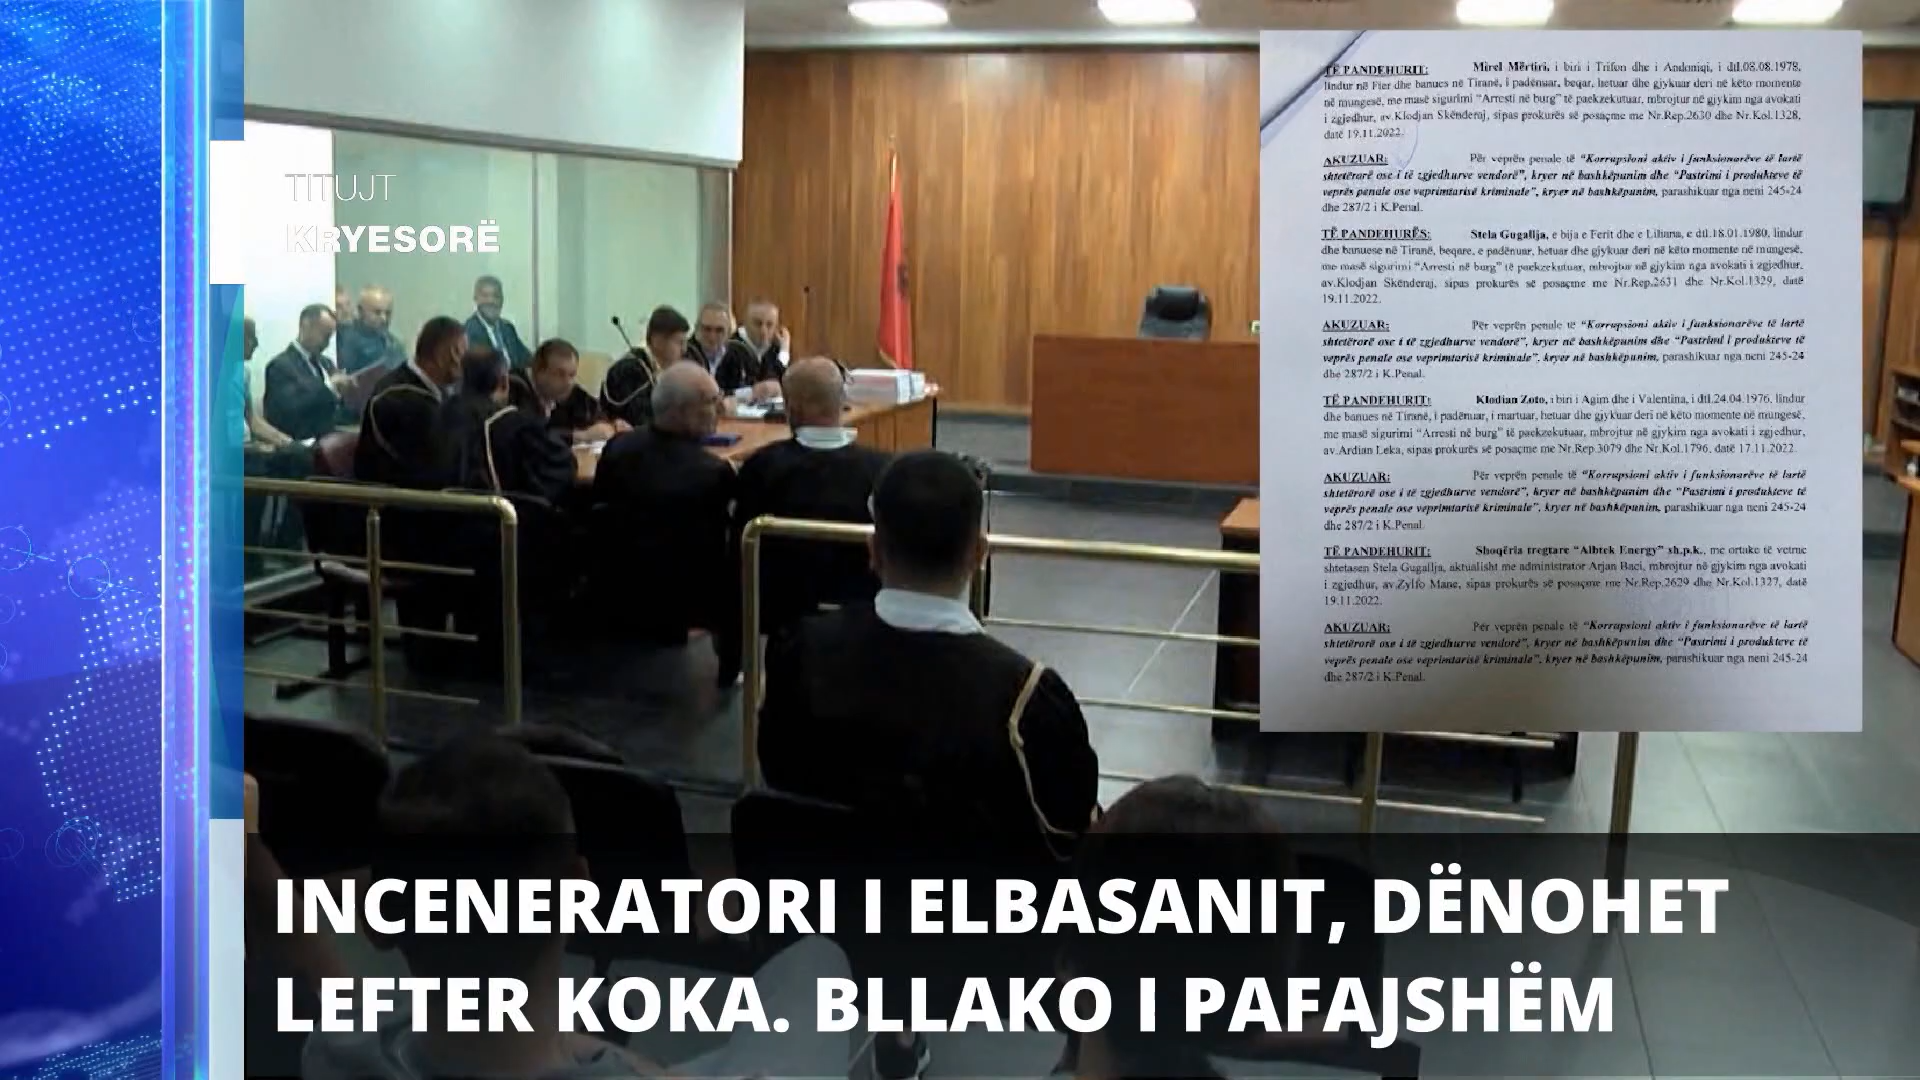 TITUJT
KRYESORË
TË PANDEHURIT: Mirel Mërtiri, i biri i Trifon dhe i Andoniqi, i dtl.08.08.1978,
lindur në Fier dhe banues në Tiranë, i padënuar, beqar, hetuar dhe gjykuar deri në këto momente
në mungesë, me masë sigurimi “Arresti në burg” të paekzekutuar, mbrojtur në gjykim nga avokati
i zgjedhur, av.Klodjan Skënderaj, sipas prokurës së posaçme me Nr.Rep.2630 dhe Nr.Kol.1328,
datë 19.11.2022.
AKUZUAR: Për veprën penale të “Korrupsioni aktiv i funksionarëve të lartë
shtetërorë ose i të zgjedhurve vendorë”, kryer në bashkëpunim dhe “Pastrimi i produkteve të
veprës penale ose veprimtarisë kriminale”, kryer në bashkëpunim, parashikuar nga neni 245-24
dhe 287/2 i K.Penal.
TË PANDEHURËS: Stela Gugallja, e bija e Ferit dhe e Liliana, e dtl.18.01.1980, lindur
dhe banuese në Tiranë, beqare, e padënuar, hetuar dhe gjykuar deri në këto momente në mungesë,
me masë sigurimi “Arresti në burg” të paekzekutuar, mbrojtur në gjykim nga avokati i zgjedhur,
av.Klodjan Skënderaj, sipas prokurës së posaçme me Nr.Rep.2631 dhe Nr.Kol.1329, datë
19.11.2022.
AKUZUAR: Për veprën penale të “Korrupsioni aktiv i funksionarëve të lartë
shtetërorë ose i të zgjedhurve vendorë”, kryer në bashkëpunim dhe “Pastrimi i produkteve të
veprës penale ose veprimtarisë kriminale”, kryer në bashkëpunim, parashikuar nga neni 245-24
dhe 287/2 i K.Penal.
TË PANDEHURIT: Klodian Zoto, i biri i Agim dhe i Valentina, i dtl.24.04.1976, lindur
dhe banues në Tiranë, i padënuar, i martuar, hetuar dhe gjykuar deri në këto momente në mungesë,
me masë sigurimi “Arresti në burg” të paekzekutuar, mbrojtur në gjykim nga avokati i zgjedhur,
av.Ardian Leka, sipas prokurës së posaçme me Nr.Rep.3079 dhe Nr.Kol.1796, datë 17.11.2022.
AKUZUAR: Për veprën penale të “Korrupsioni aktiv i funksionarëve të lartë
shtetërorë ose i të zgjedhurve vendorë”, kryer në bashkëpunim dhe “Pastrimi i produkteve të
veprës penale ose veprimtarisë kriminale”, kryer në bashkëpunim, parashikuar nga neni 245-24
dhe 287/2 i K.Penal.
TË PANDEHURIT: Shoqëria tregtare “Albtek Energy” sh.p.k., me ortake të vetme
shtetasen Stela Gugallja, aktualisht me administrator Arjan Baci, mbrojtur në gjykim nga avokati
i zgjedhur, av.Zylfo Mane, sipas prokurës së posaçme me Nr.Rep.2629 dhe Nr.Kol.1327, datë
19.11.2022.
AKUZUAR: Për veprën penale të “Korrupsioni aktiv i funksionarëve të lartë
shtetërorë ose i të zgjedhurve vendorë”, kryer në bashkëpunim dhe “Pastrimi i produkteve të
veprës penale ose veprimtarisë kriminale”, kryer në bashkëpunim, parashikuar nga neni 245-24
dhe 287/2 i K.Penal.
INCENERATORI I ELBASANIT, DËNOHET
LEFTER KOKA. BLLAKO I PAFAJSHËM